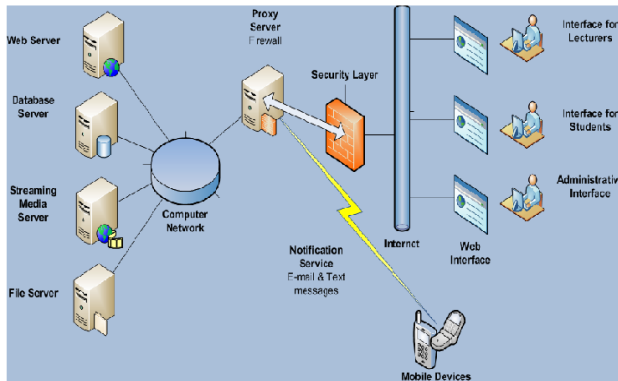 Web Server
Database
Server
Streaming
Media
Server
File Server
Computer
Network
Proxy
Server
Firewall
Security Layer
Notification
Service
E-mail & Text
messages
Mobile Devices
Internet
Web
Interface
Interface for
Lecturers
Interface for
Students
Administrativ
Interface